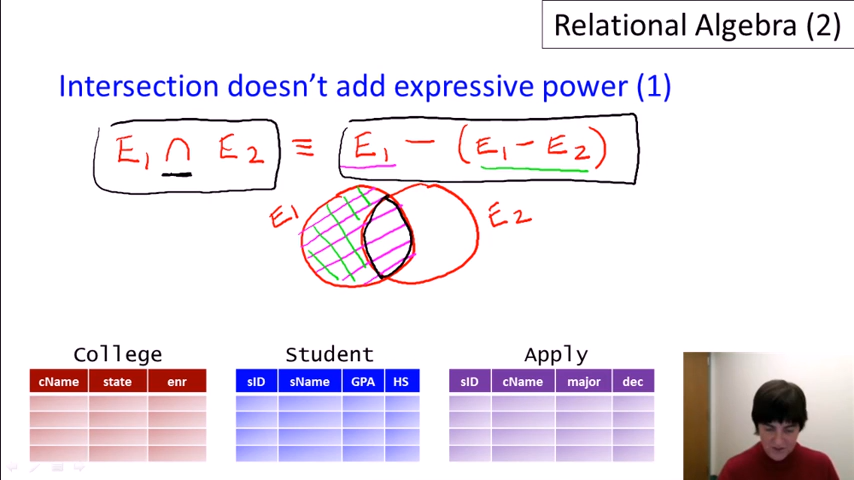 Relational Algebra (2)
Intersection doesn't add expressive power (1)
E1 ∩ E2 ≡ E1 − (E1 − E2)
E1 E2
College Student Apply
cName state enr sID sName GPA HS sID cName major dec